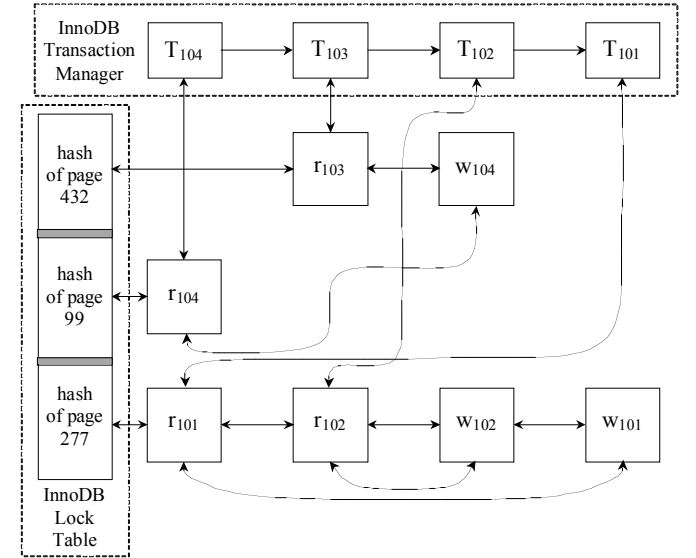 InnoDB
Transaction
Manager
T104
T103
T102
T101
hash
of page
432
r103
w104
hash
of page
99
r104
hash
of page
277
r101
r102
w102
w101
InnoDB
Lock
Table